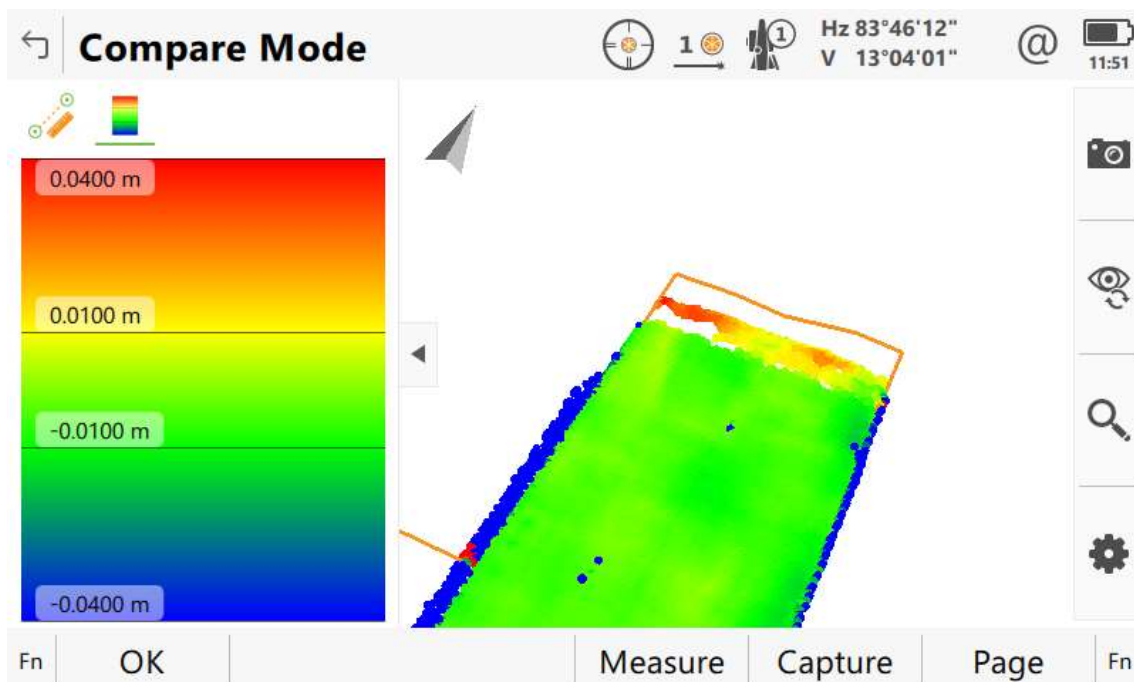 Compare Mode
1
1
Hz 83°46'12"
V 13°04'01"
@
11:51
0.0400 m
0.0100 m
-0.0100 m
-0.0400 m
Fn OK Measure Capture Page Fn